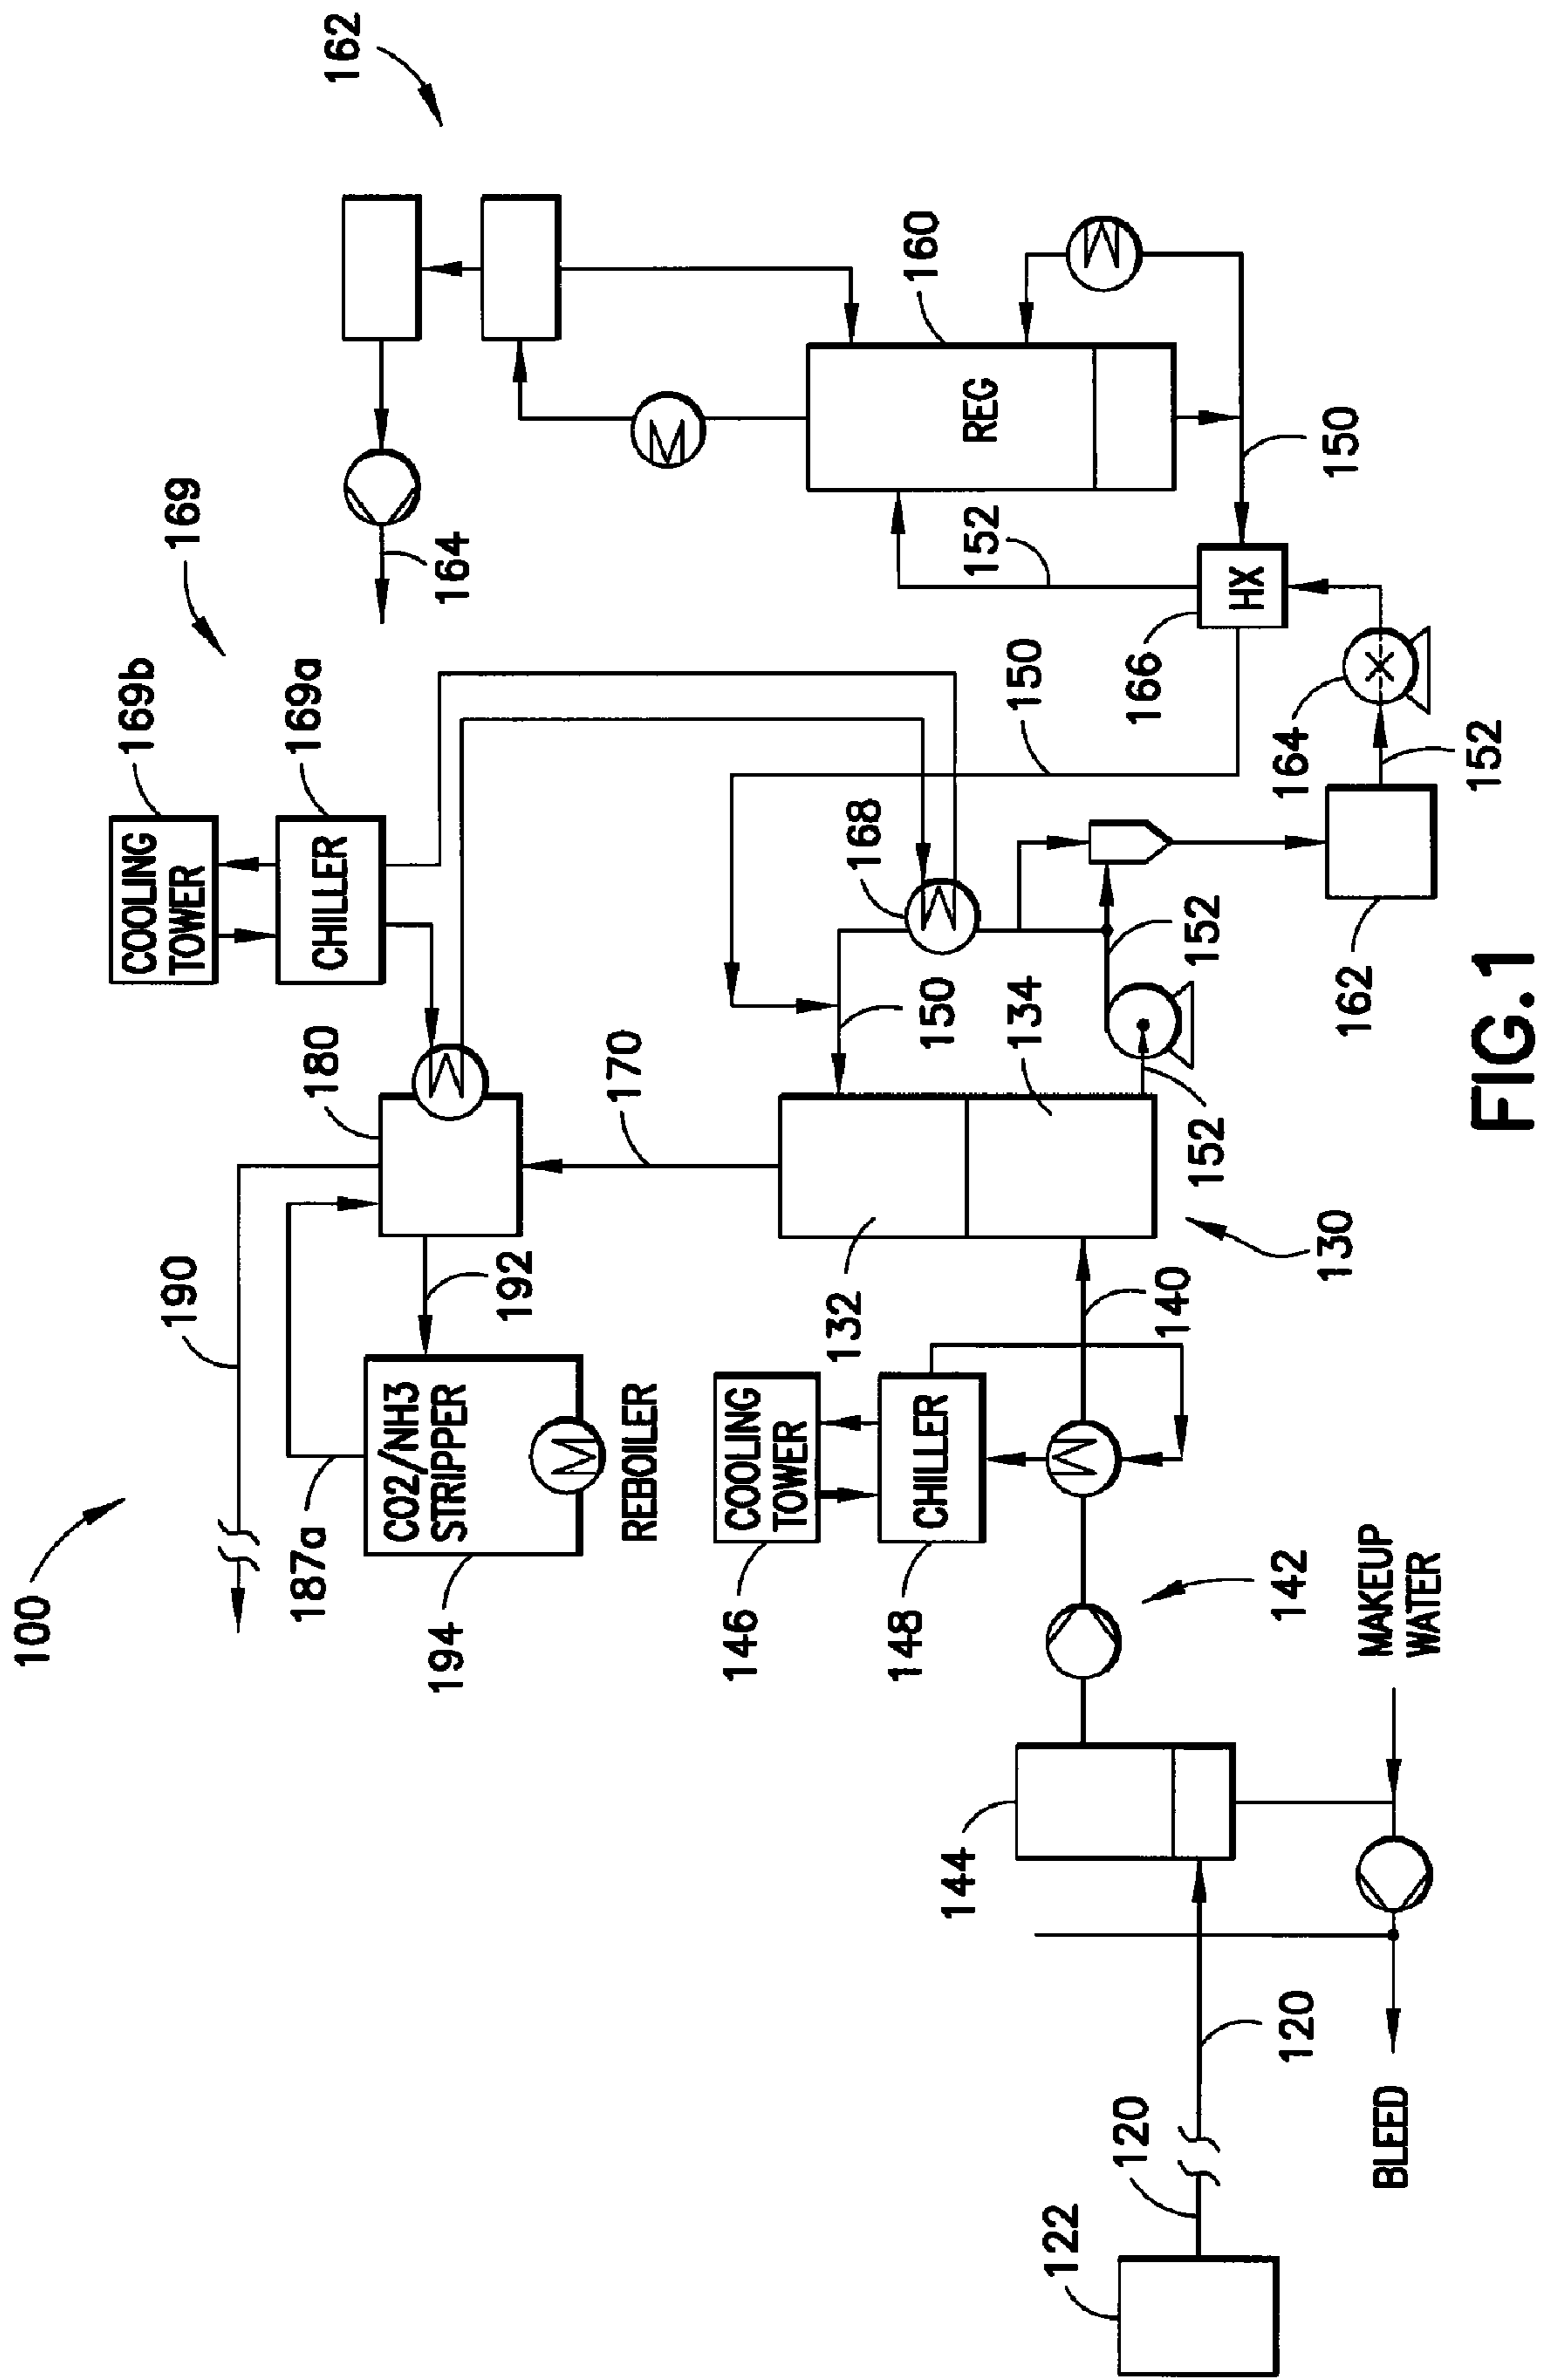 100
190
187a
CO2/NH3
STRIPPER
194
REBOILER
192
180
170
COOLING
TOWER
169b
CHILLER
169a
169
164
162
REG
160
152
150
HX
166
150
164
152
162
168
150
152
152
134
132
130
140
COOLING
TOWER
146
CHILLER
148
142
144
MAKEUP
WATER
BLEED
120
120
122
FIG.1